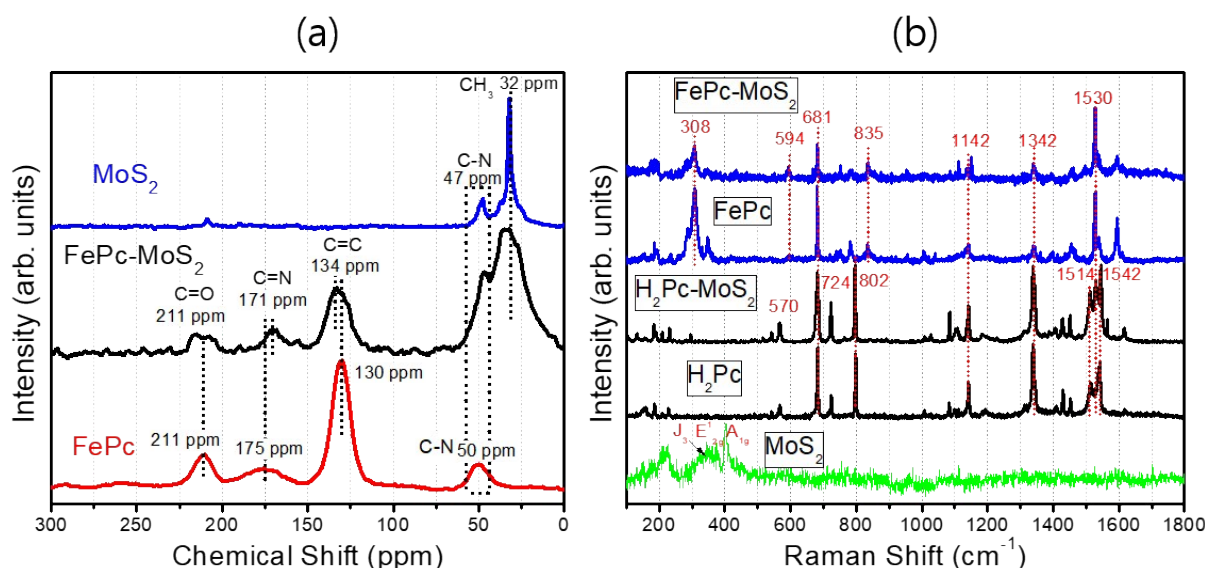 (a)
(b)
CH₃
32 ppm
C-N
47 ppm
MoS₂
FePc-MoS₂
C=O
211 ppm
C=N
171 ppm
C=C
134 ppm
130 ppm
FePc
211 ppm
175 ppm
C-N
50 ppm
300
250
200
150
100
50
0
Chemical Shift (ppm)
Intensity (arb. units)
FePc-MoS₂
308
594
681
835
1142
1342
1530
FePc
H₂Pc-MoS₂
570
724
802
1514
1542
H₂Pc
J₃
E¹₂g
A₁g
MoS₂
200
400
600
800
1000
1200
1400
1600
1800
Raman Shift (cm⁻¹)
Intensity (arb. units)